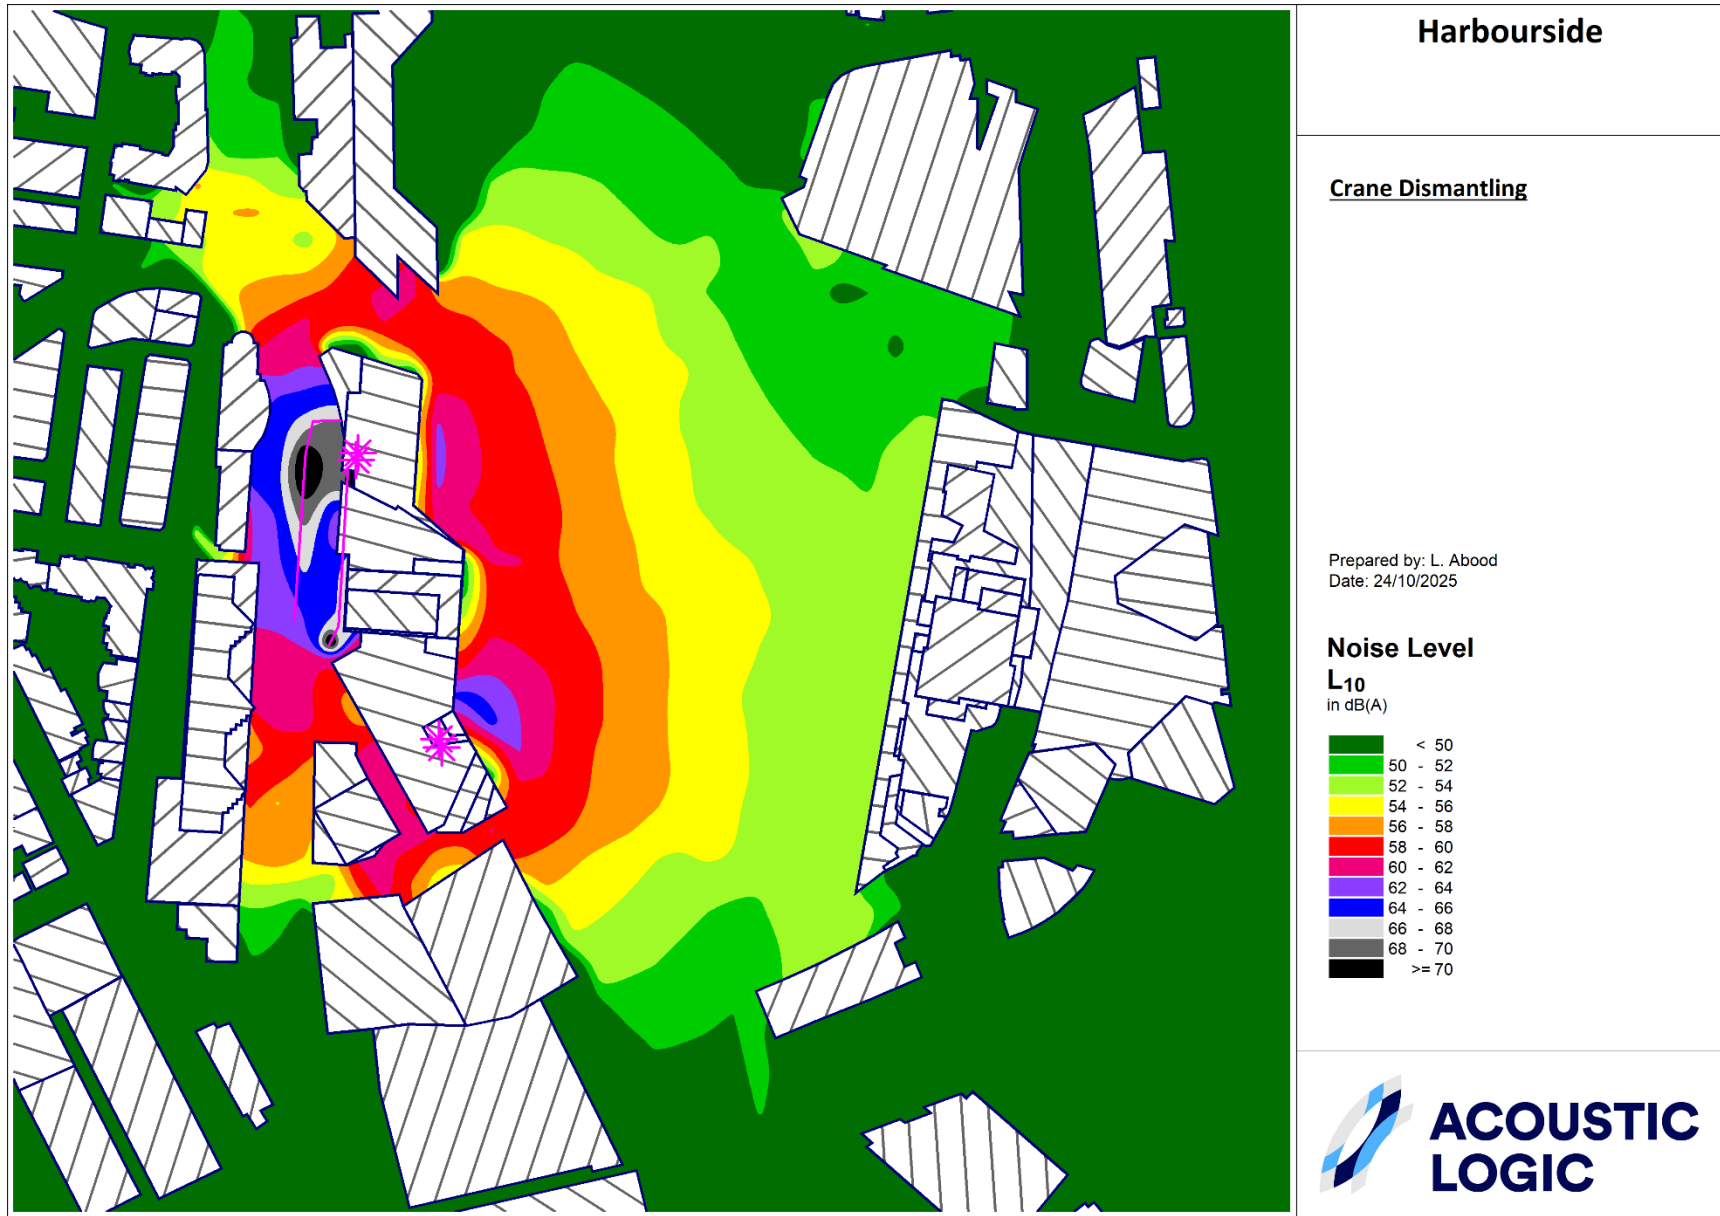 Harbourside
Crane Dismantling
Prepared by: L. Abood
Date: 24/10/2025
Noise Level
L10
in dB(A)
< 50
50 - 52
52 - 54
54 - 56
56 - 58
58 - 60
60 - 62
62 - 64
64 - 66
66 - 68
68 - 70
>= 70
ACOUSTIC
LOGIC